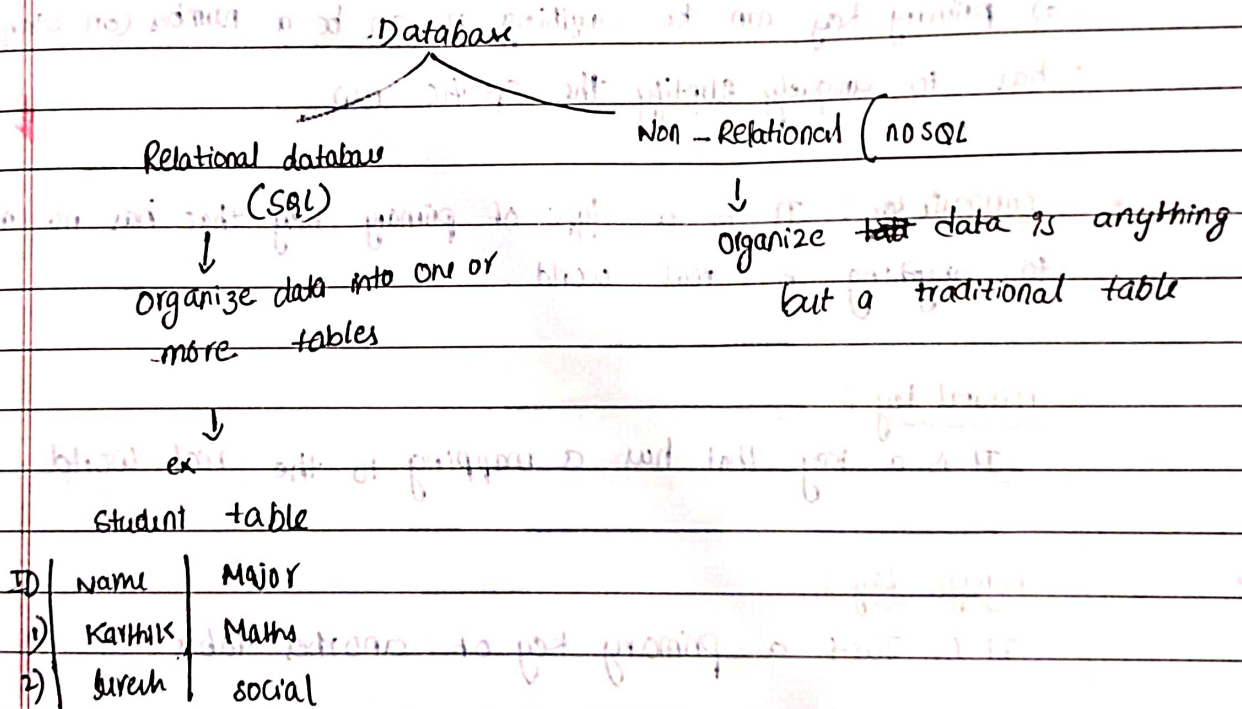 Database
Relational database
(SQL)
organize data into one or
more tables
ex
Student table
ID | Name | Major
1) | Karthik | Maths
2) | Suresh | social
Non - Relational ( no SQL
organize data is anything
but a traditional table